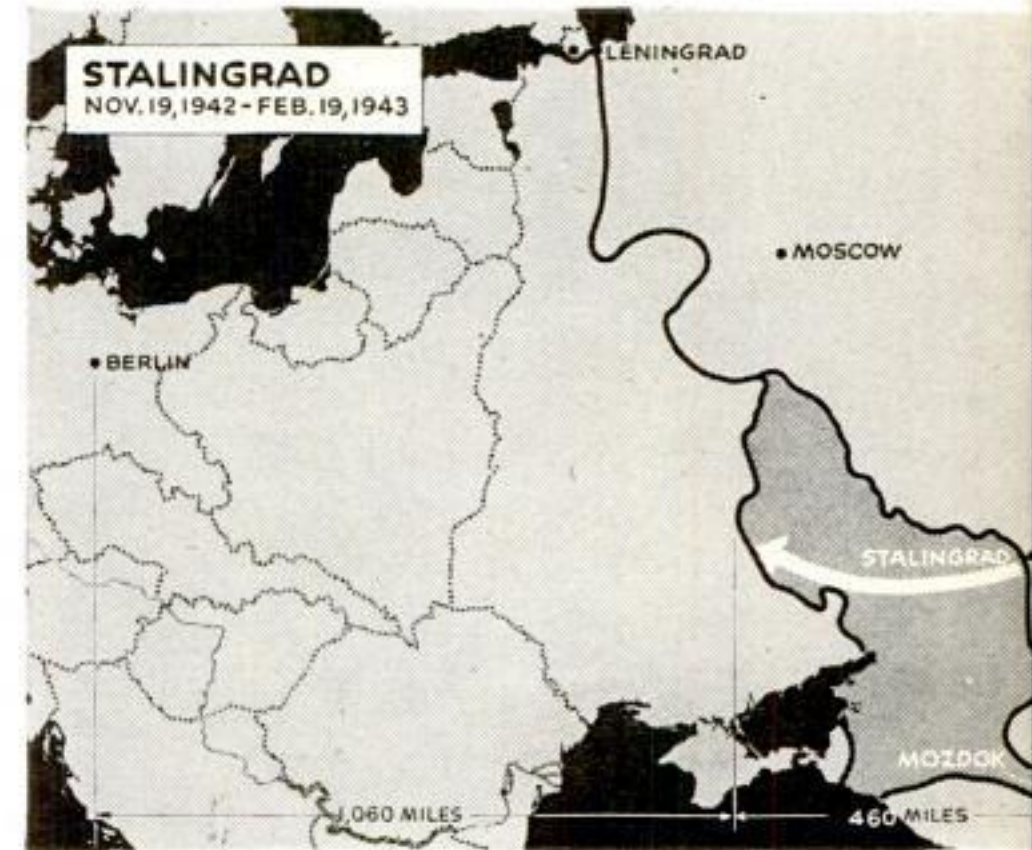 STALINGRAD
NOV. 19, 1942 - FEB. 19, 1943
LENINGRAD
MOSCOW
BERLIN
STALINGRAD
MOZDOK
1,060 MILES
460 MILES